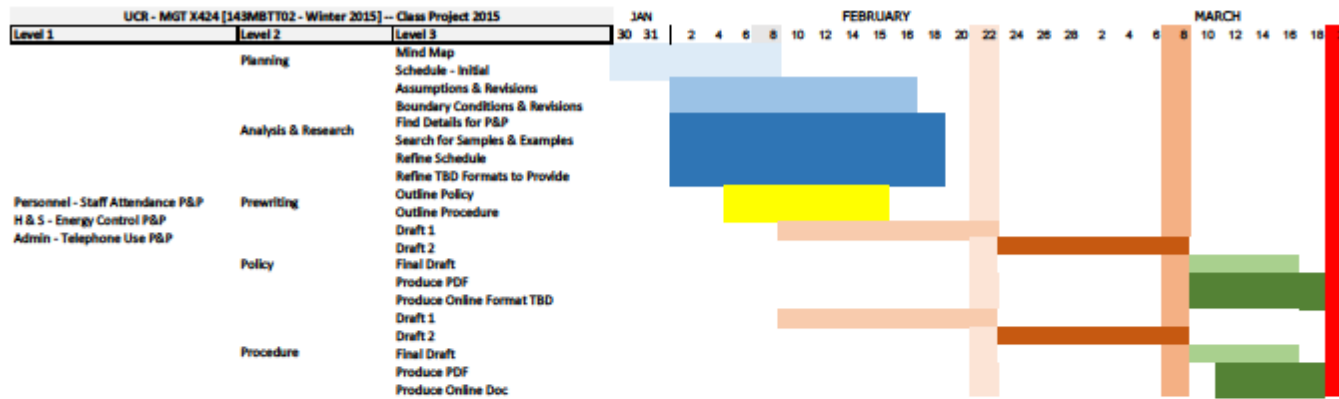 UCR - MGT X424 [143MBTT02 - Winter 2015] -- Class Project 2015 JAN FEBRUARY MARCH
Level 1 Level 2 Level 3 30 31 2 4 6 8 10 12 14 16 18 20 22 24 26 28 2 4 6 8 10 12 14 16 18
Mind Map
Planning
Schedule - Initial
Assumptions & Revisions
Boundary Conditions & Revisions
Find Details for P&P
Analysis & Research
Search for Samples & Examples
Refine Schedule
Refine TBD Formats to Provide
Outline Policy
Personnel - Staff Attendance P&P Prewriting
Outline Procedure
H & S - Energy Control P&P
Draft 1
Admin - Telephone Use P&P
Draft 2
Policy Final Draft
Produce PDF
Produce Online Format TBD
Draft 1
Draft 2
Procedure Final Draft
Produce PDF
Produce Online Doc